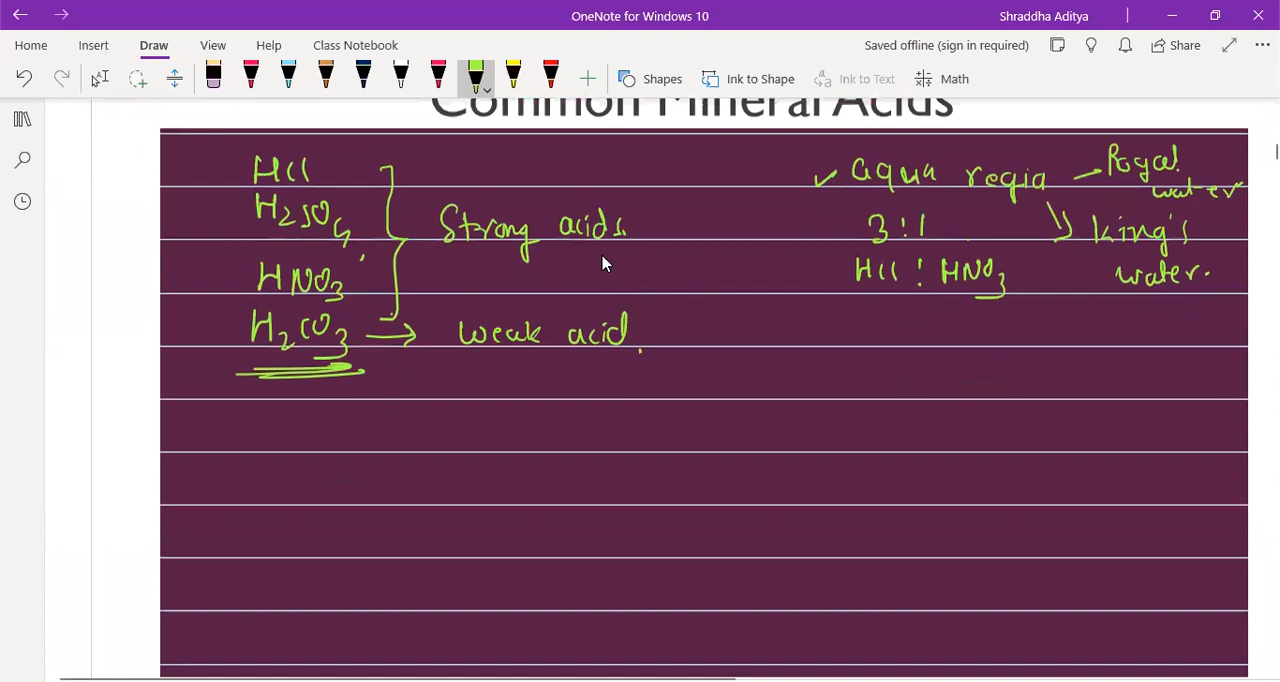 OneNote for Windows 10
Shraddha Aditya
Home Insert Draw View Help Class Notebook
Saved offline (sign in required)
Share
Shapes
Ink to Shape
Ink to Text
Math
Common Mineral Acids
HCl
H2SO4
HNO3
H2CO3 → weak acid.
Strong acids.
✓ aqua regia – Royal water
3:1
HCl : HNO3
King's
water.